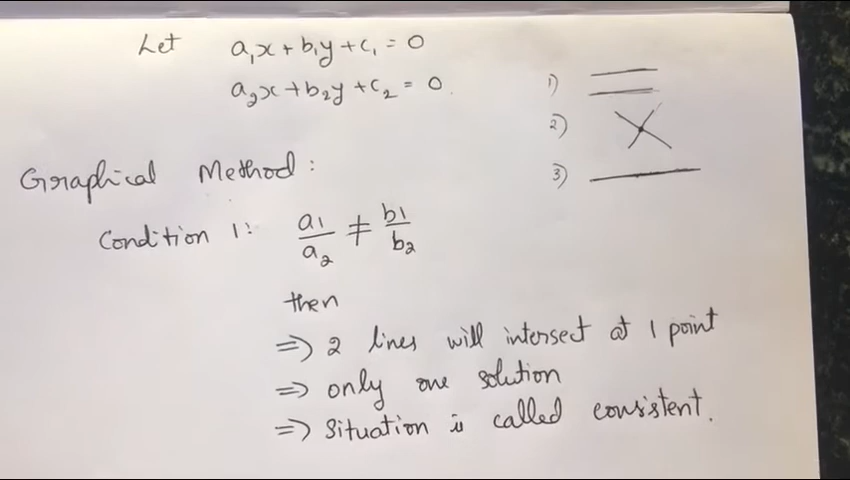 Let a₁x + b₁y + c₁ = 0
a₂x + b₂y + c₂ = 0.
1)
2)
3)
Graphical Method:
Condition 1: a1/a2 ≠ b1/b2
then
⇒ 2 lines will intersect at 1 point
⇒ only one solution
⇒ Situation is called consistent.